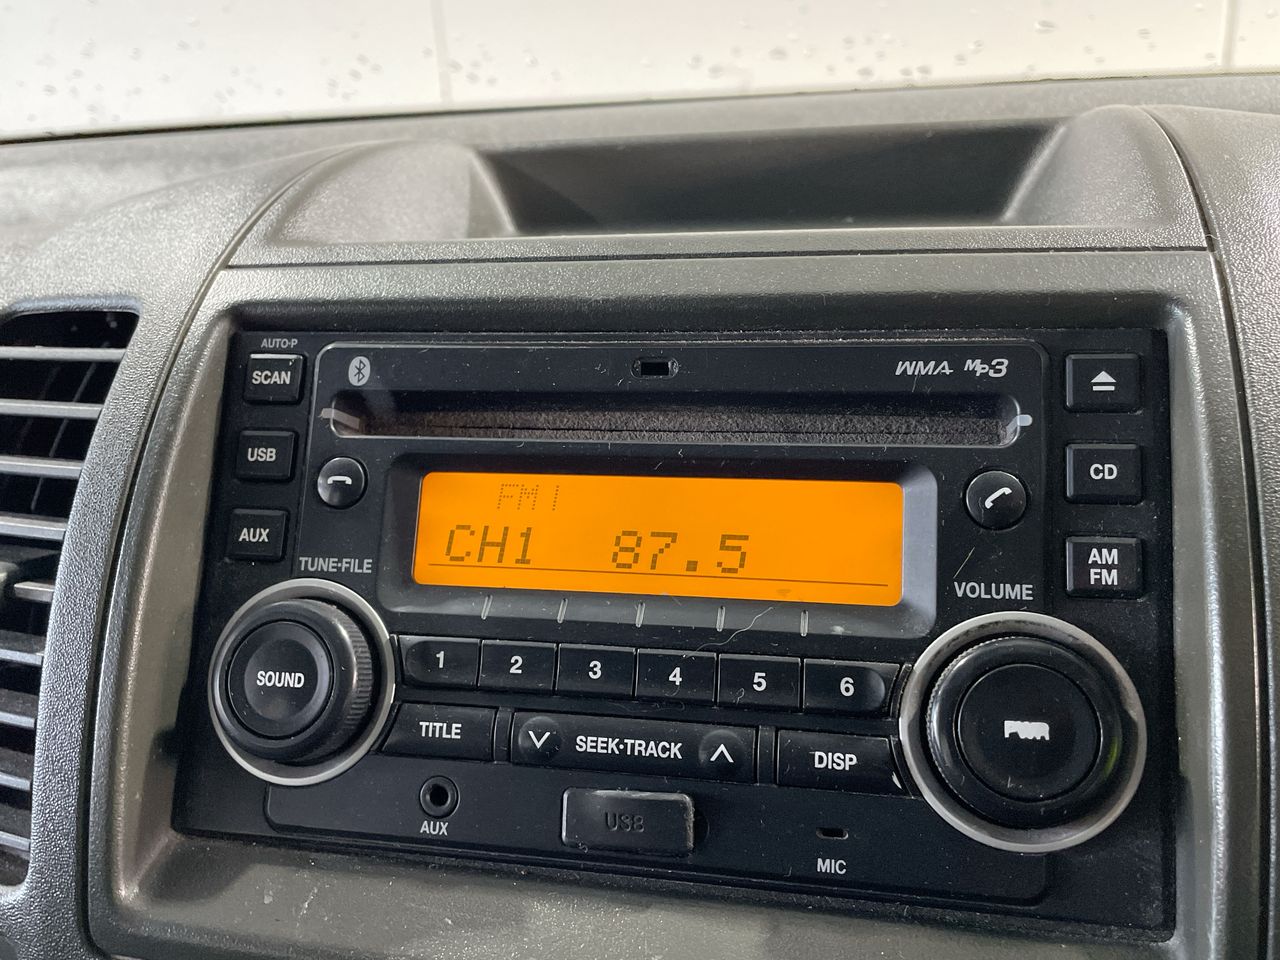 AUTO-P
SCAN
WMA MP3
USB
CD
FM1
CH1 87.5
AUX
TUNE·FILE
AM
FM
VOLUME
1 2 3 4 5 6
SOUND
TITLE
SEEK·TRACK
DISP
PWR
AUX
USB
MIC